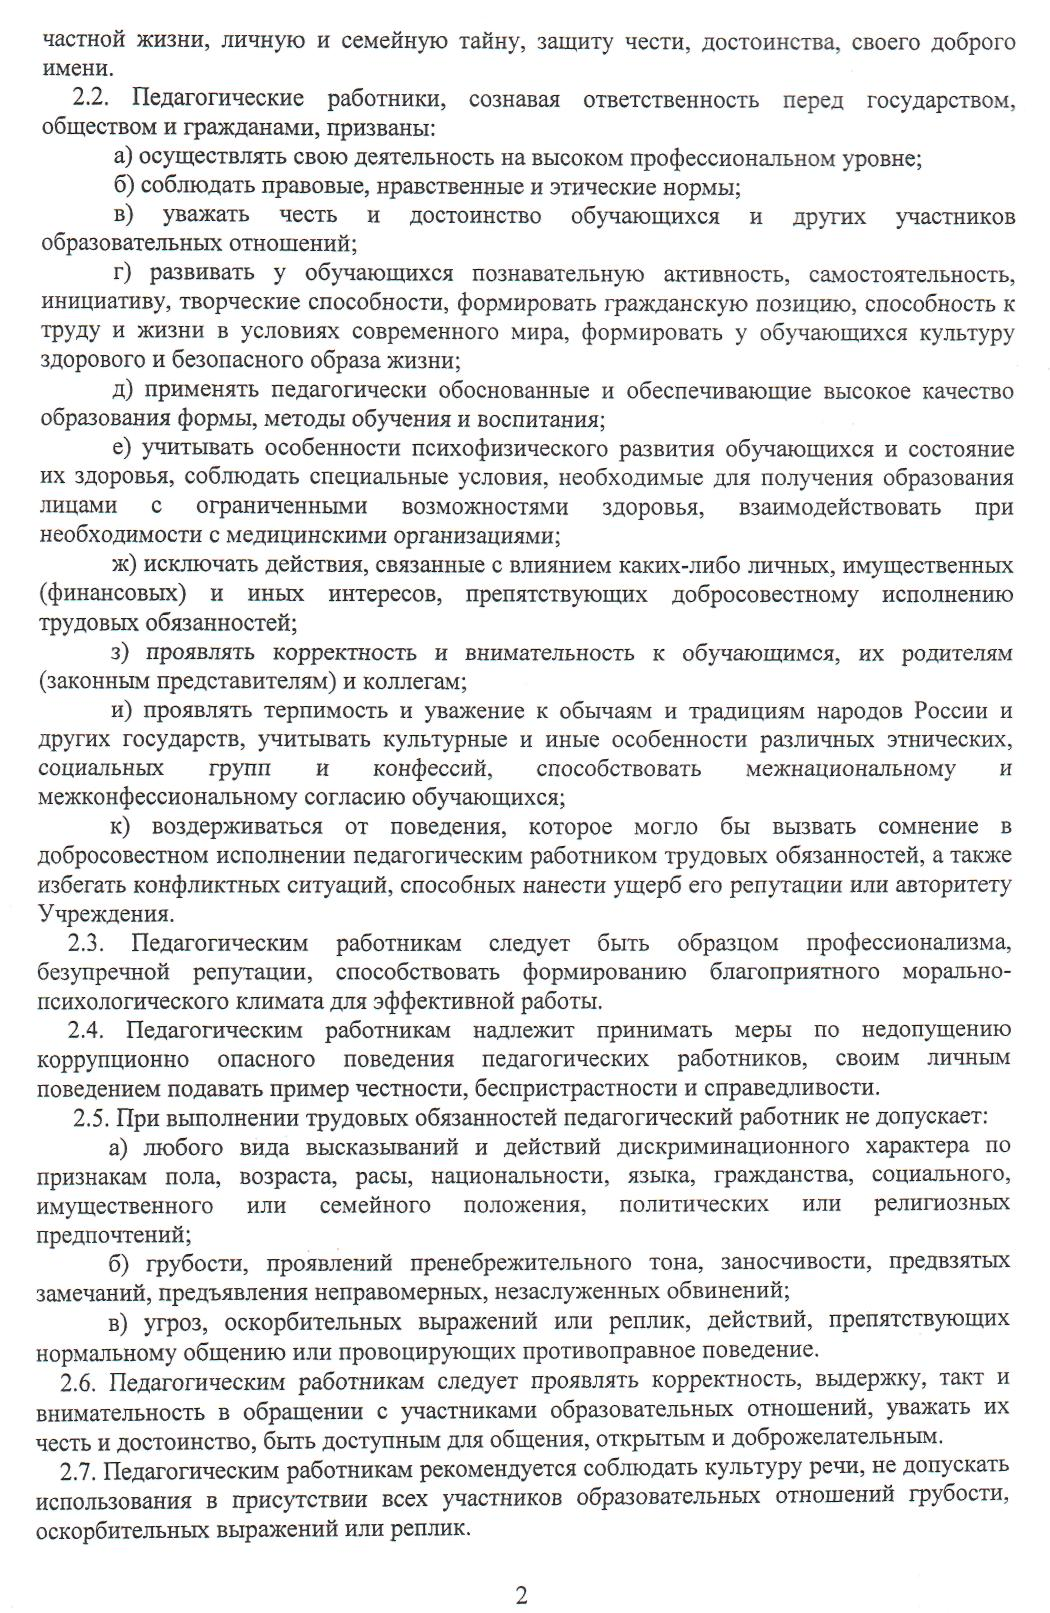 частной жизни, личную и семейную тайну, защиту чести, достоинства, своего доброго
имени.
2.2. Педагогические работники, сознавая ответственность перед государством,
обществом и гражданами, призваны:
а) осуществлять свою деятельность на высоком профессиональном уровне;
б) соблюдать правовые, нравственные и этические нормы;
в) уважать честь и достоинство обучающихся и других участников
образовательных отношений;
г) развивать у обучающихся познавательную активность, самостоятельность,
инициативу, творческие способности, формировать гражданскую позицию, способность к
труду и жизни в условиях современного мира, формировать у обучающихся культуру
здорового и безопасного образа жизни;
д) применять педагогически обоснованные и обеспечивающие высокое качество
образования формы, методы обучения и воспитания;
е) учитывать особенности психофизического развития обучающихся и состояние
их здоровья, соблюдать специальные условия, необходимые для получения образования
лицами с ограниченными возможностями здоровья, взаимодействовать при
необходимости с медицинскими организациями;
ж) исключать действия, связанные с влиянием каких-либо личных, имущественных
(финансовых) и иных интересов, препятствующих добросовестному исполнению
трудовых обязанностей;
з) проявлять корректность и внимательность к обучающимся, их родителям
(законным представителям) и коллегам;
и) проявлять терпимость и уважение к обычаям и традициям народов России и
других государств, учитывать культурные и иные особенности различных этнических,
социальных групп и конфессий, способствовать межнациональному и
межконфессиональному согласию обучающихся;
к) воздерживаться от поведения, которое могло бы вызвать сомнение в
добросовестном исполнении педагогическим работником трудовых обязанностей, а также
избегать конфликтных ситуаций, способных нанести ущерб его репутации или авторитету
Учреждения.
2.3. Педагогическим работникам следует быть образцом профессионализма,
безупречной репутации, способствовать формированию благоприятного морально-
психологического климата для эффективной работы.
2.4. Педагогическим работникам надлежит принимать меры по недопущению
коррупционно опасного поведения педагогических работников, своим личным
поведением подавать пример честности, беспристрастности и справедливости.
2.5. При выполнении трудовых обязанностей педагогический работник не допускает:
а) любого вида высказываний и действий дискриминационного характера по
признакам пола, возраста, расы, национальности, языка, гражданства, социального,
имущественного или семейного положения, политических или религиозных
предпочтений;
б) грубости, проявлений пренебрежительного тона, заносчивости, предвзятых
замечаний, предъявления неправомерных, незаслуженных обвинений;
в) угроз, оскорбительных выражений или реплик, действий, препятствующих
нормальному общению или провоцирующих противоправное поведение.
2.6. Педагогическим работникам следует проявлять корректность, выдержку, такт и
внимательность в обращении с участниками образовательных отношений, уважать их
честь и достоинство, быть доступным для общения, открытым и доброжелательным.
2.7. Педагогическим работникам рекомендуется соблюдать культуру речи, не допускать
использования в присутствии всех участников образовательных отношений грубости,
оскорбительных выражений или реплик.
2